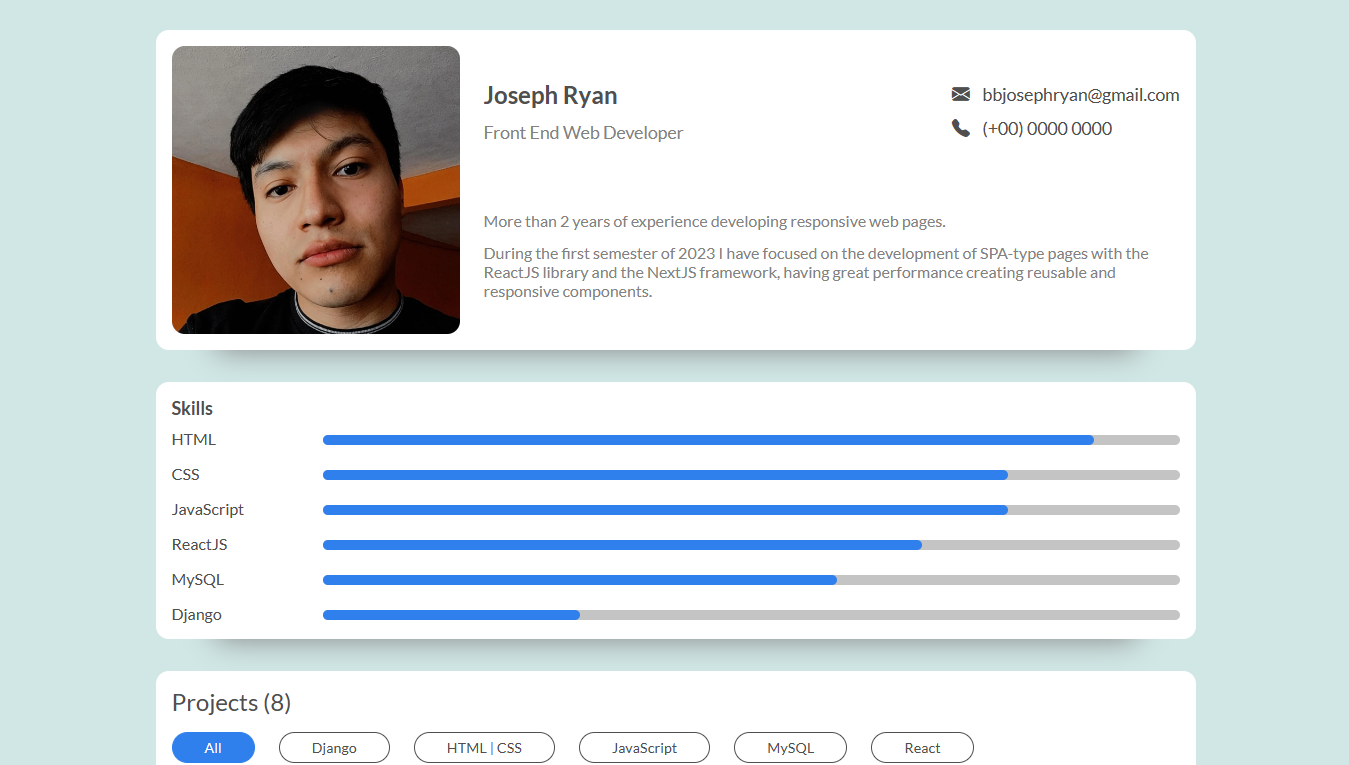 Joseph Ryan
Front End Web Developer
bbjosephryan@gmail.com
(+00) 0000 0000
More than 2 years of experience developing responsive web pages.
During the first semester of 2023 I have focused on the development of SPA-type pages with the
ReactJS library and the NextJS framework, having great performance creating reusable and
responsive components.
Skills
HTML
CSS
JavaScript
ReactJS
MySQL
Django
Projects (8)
All
Django
HTML | CSS
JavaScript
MySQL
React